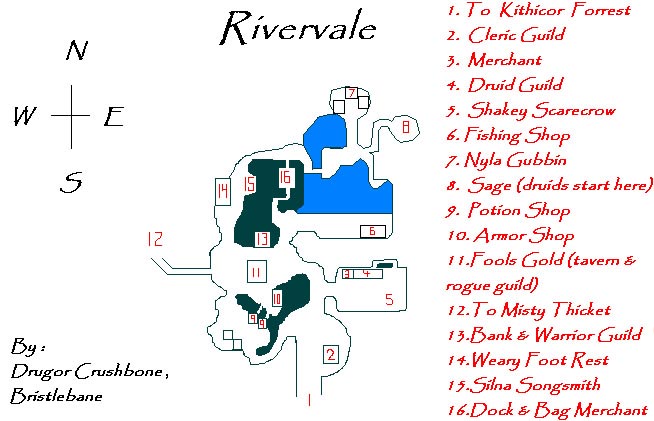 Rivervale
N
W E
S
1. To Kithicor Forrest
2. Cleric Guild
3. Merchant
4. Druid Guild
5. Shakey Scarecrow
6. Fishing Shop
7. Nyla Gubbin
8. Sage (druids start here)
9. Potion Shop
10. Armor Shop
11. Fools Gold (tavern &
rogue guild)
12. To Misty Thicket
13. Bank & Warrior Guild
14. Weary Foot Rest
15. Silna Songsmith
16. Dock & Bag Merchant
7
8
16
15
14
6
13
12
11
3 4
5
10
9 9
2
1
By :
Drugor Crushbone,
Bristlebane